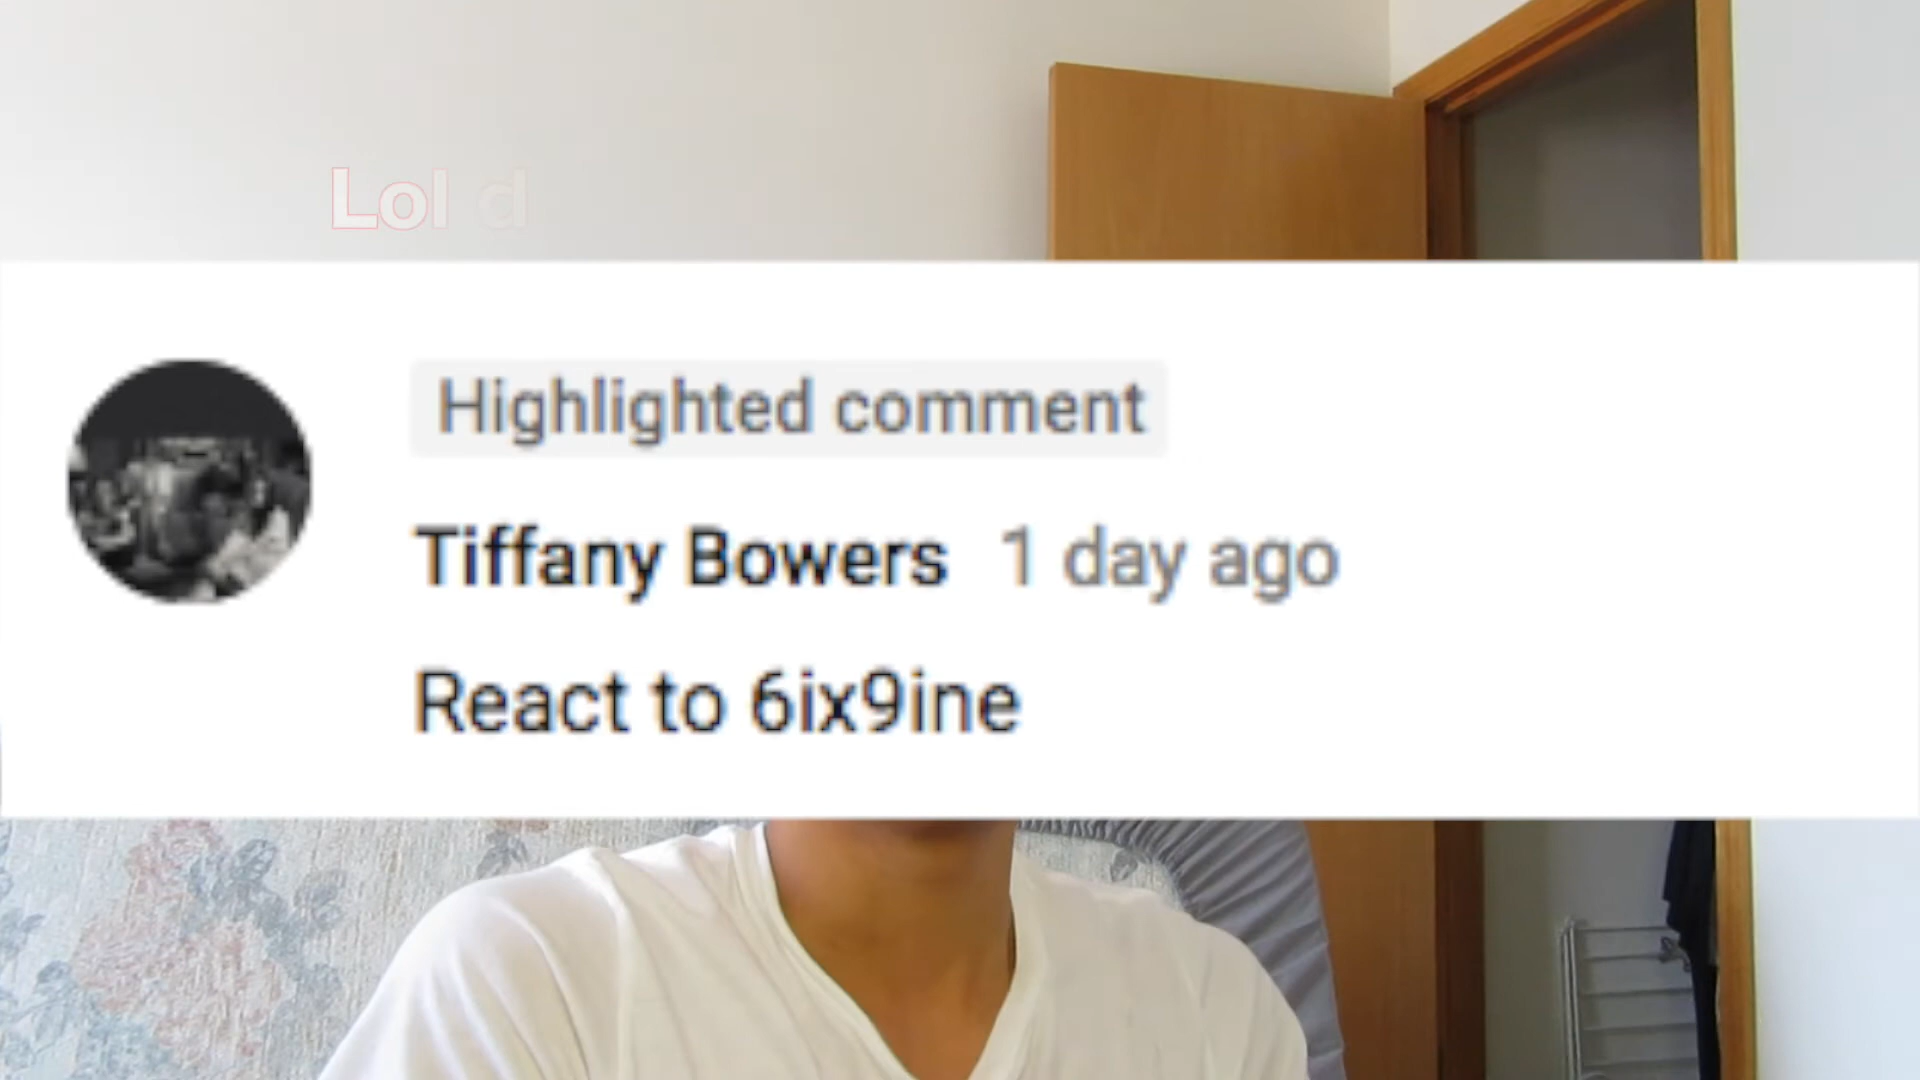 Lol d
Highlighted comment
Tiffany Bowers 1 day ago
React to 6ix9ine